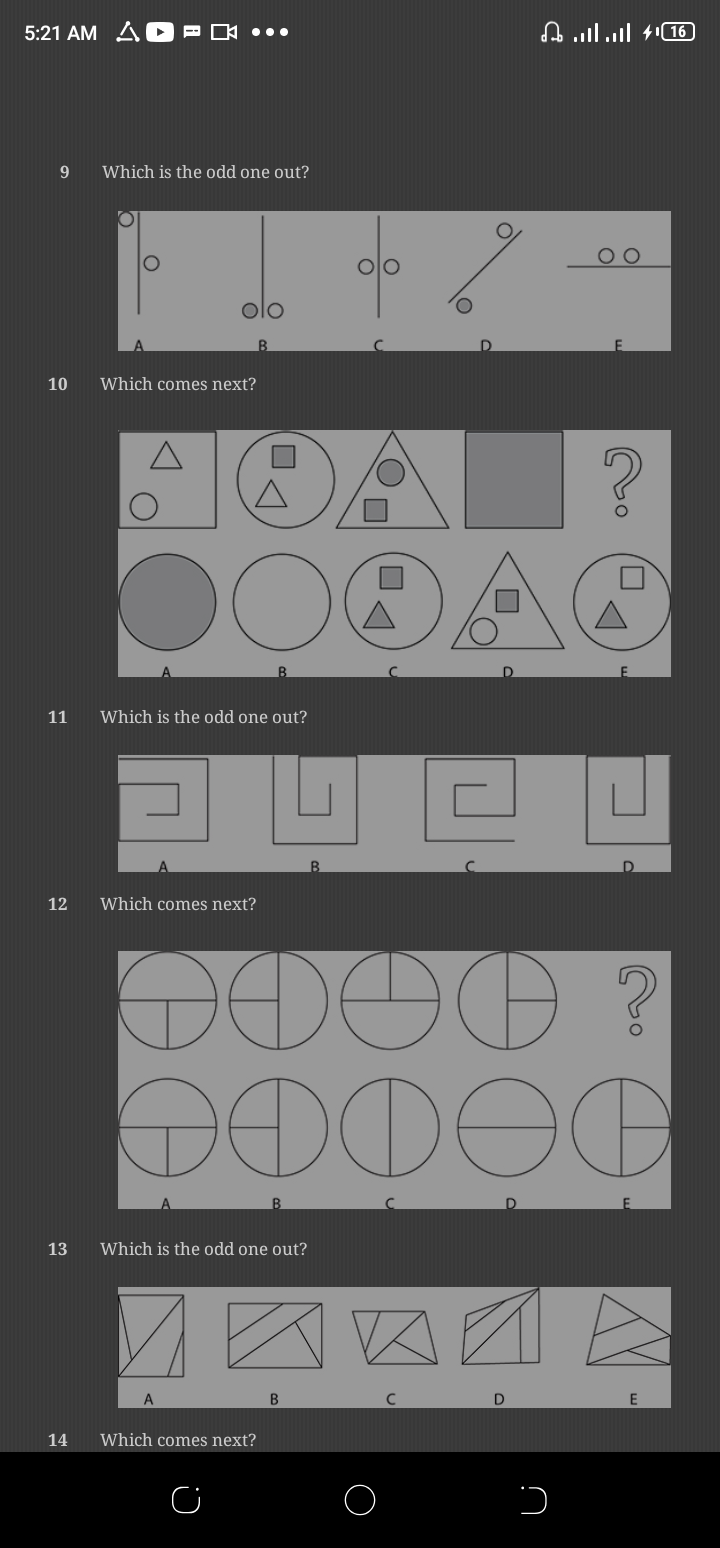 5:21 AM 16
9 Which is the odd one out?
A B C D E
10 Which comes next?
?
A B C D E
11 Which is the odd one out?
A B C D
12 Which comes next?
?
A B C D E
13 Which is the odd one out?
A B C D E
14 Which comes next?